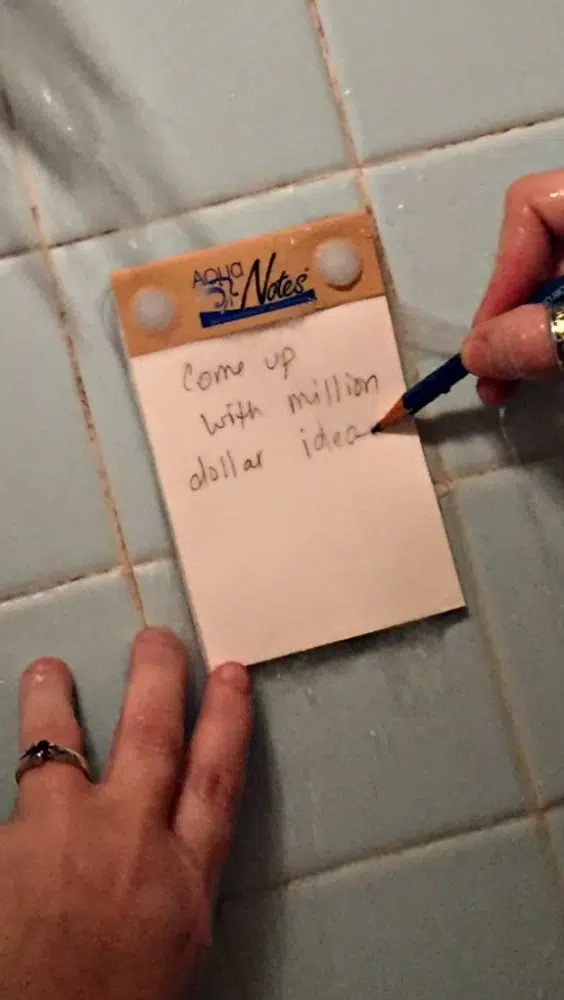 AQUA
Notes
Come up
with million
dollar idea